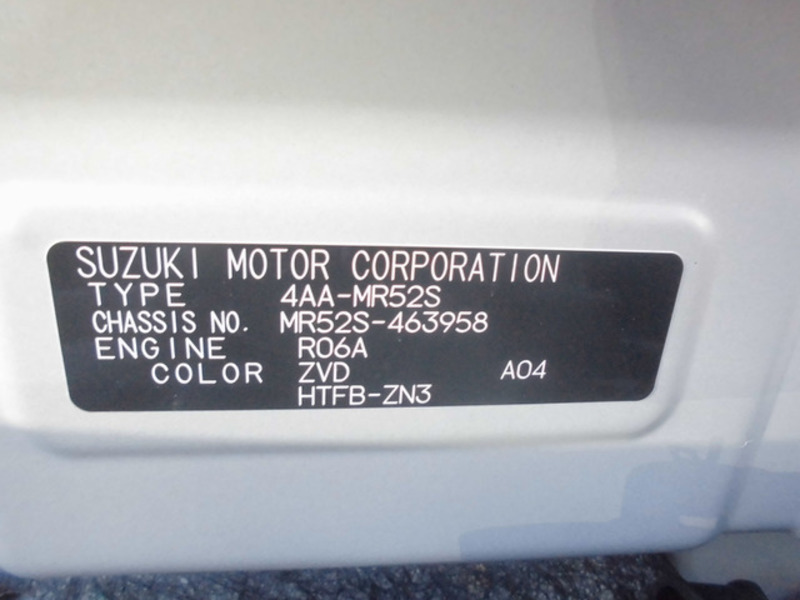 SUZUKI MOTOR CORPORATION
TYPE 4AA-MR52S
CHASSIS NO. MR52S-463958
ENGINE R06A
COLOR ZVD A04
HTFB-ZN3